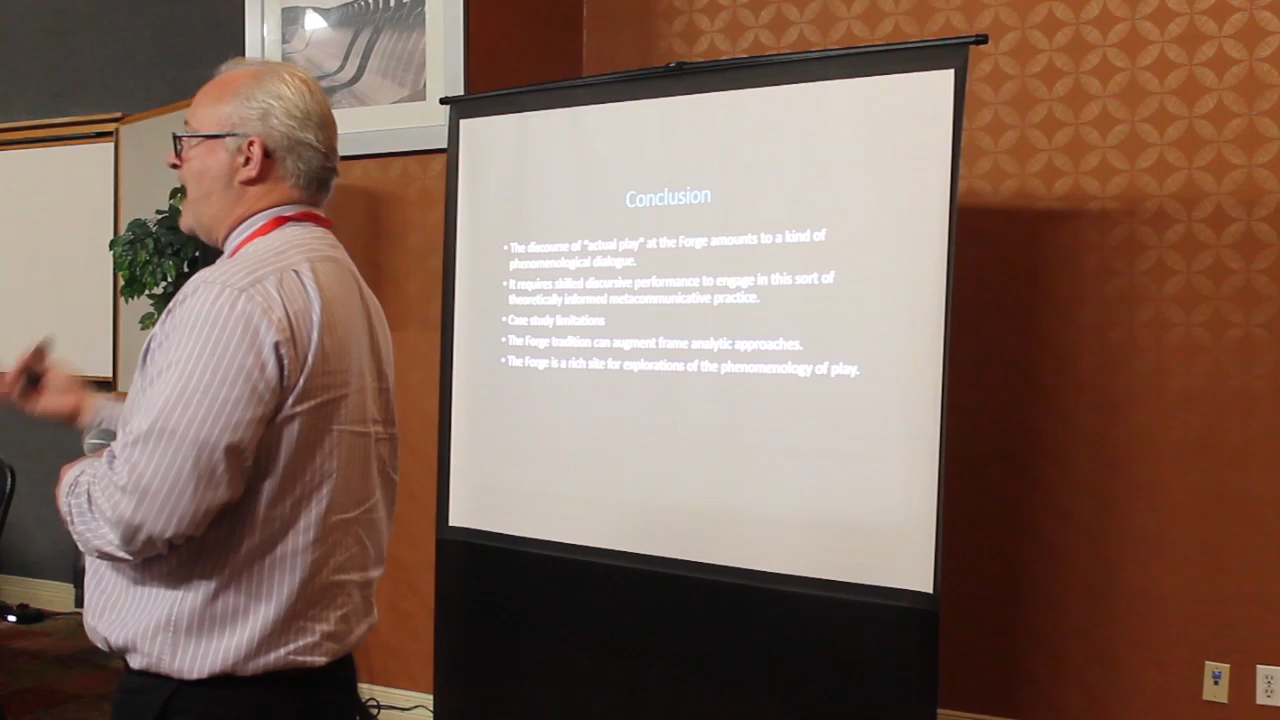 Conclusion
• The discourse of "actual play" at the Forge amounts to a kind of
phenomenological dialogue.
• It requires skilled discursive performance to engage in this sort of
theoretically informed metacommunicative practice.
• Case study limitations
• The Forge tradition can augment frame analytic approaches.
• The Forge is a rich site for explorations of the phenomenology of play.